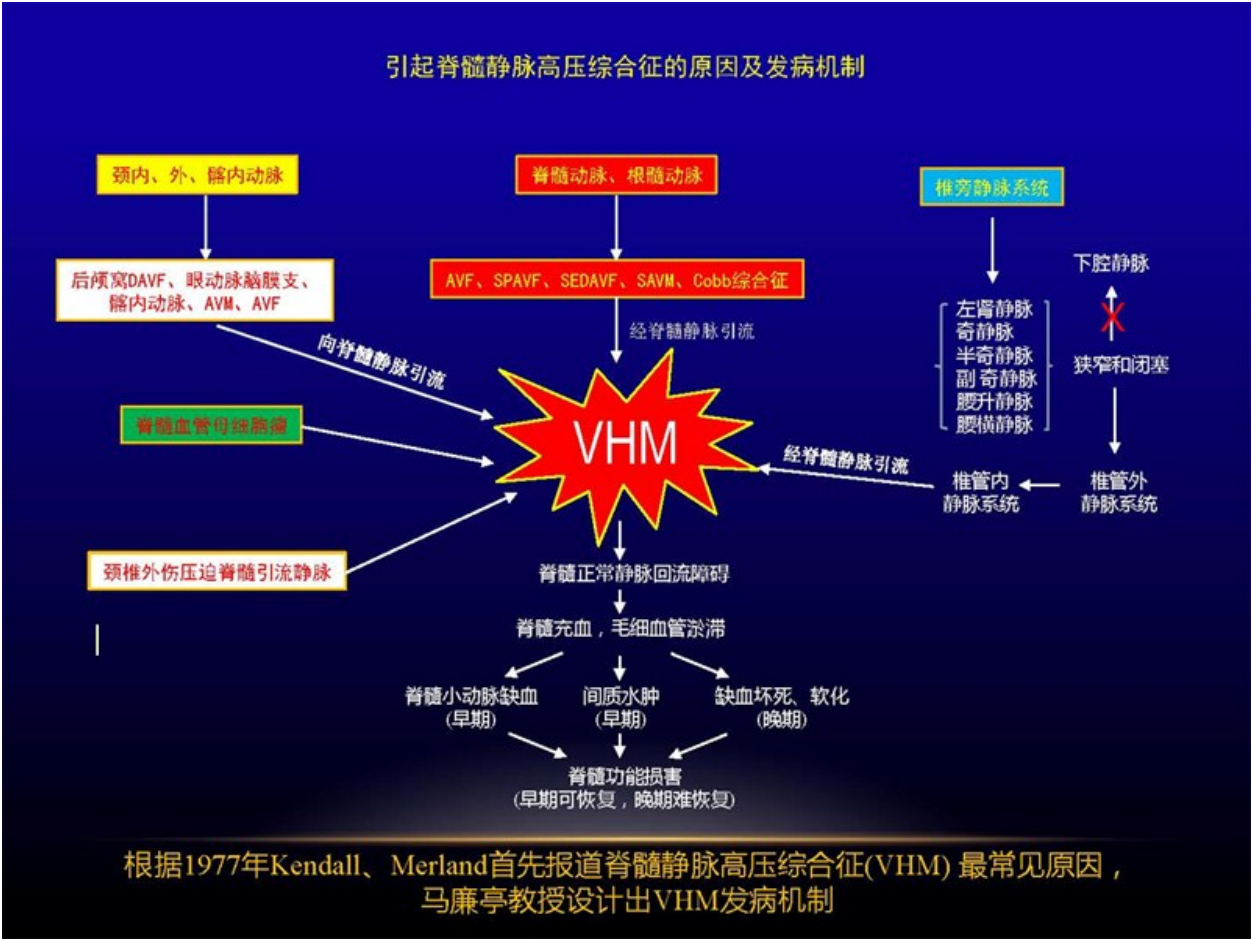 引起脊髓静脉高压综合征的原因及发病机制
颈内、外、髂内动脉
脊髓动脉、根髓动脉
椎旁静脉系统
后颅窝DAVF、眼动脉脑膜支、
髂内动脉、AVM、AVF
AVF、SPAVF、SEDAVF、SAVM、Cobb综合征
下腔静脉
左肾静脉
奇静脉
半奇静脉
副 奇静脉
腰升静脉
腰横静脉
狭窄和闭塞
向脊髓静脉引流
经脊髓静脉引流
脊髓血管母细胞瘤
VHM
经脊髓静脉引流
椎管内
静脉系统
椎管外
静脉系统
颈椎外伤压迫脊髓引流静脉
脊髓正常静脉回流障碍
脊髓充血，毛细血管淤滞
脊髓小动脉缺血
(早期)
间质水肿
(早期)
缺血坏死、软化
(晚期)
脊髓功能损害
(早期可恢复，晚期难恢复)
根据1977年Kendall、Merland首先报道脊髓静脉高压综合征(VHM) 最常见原因，
马廉亭教授设计出VHM发病机制